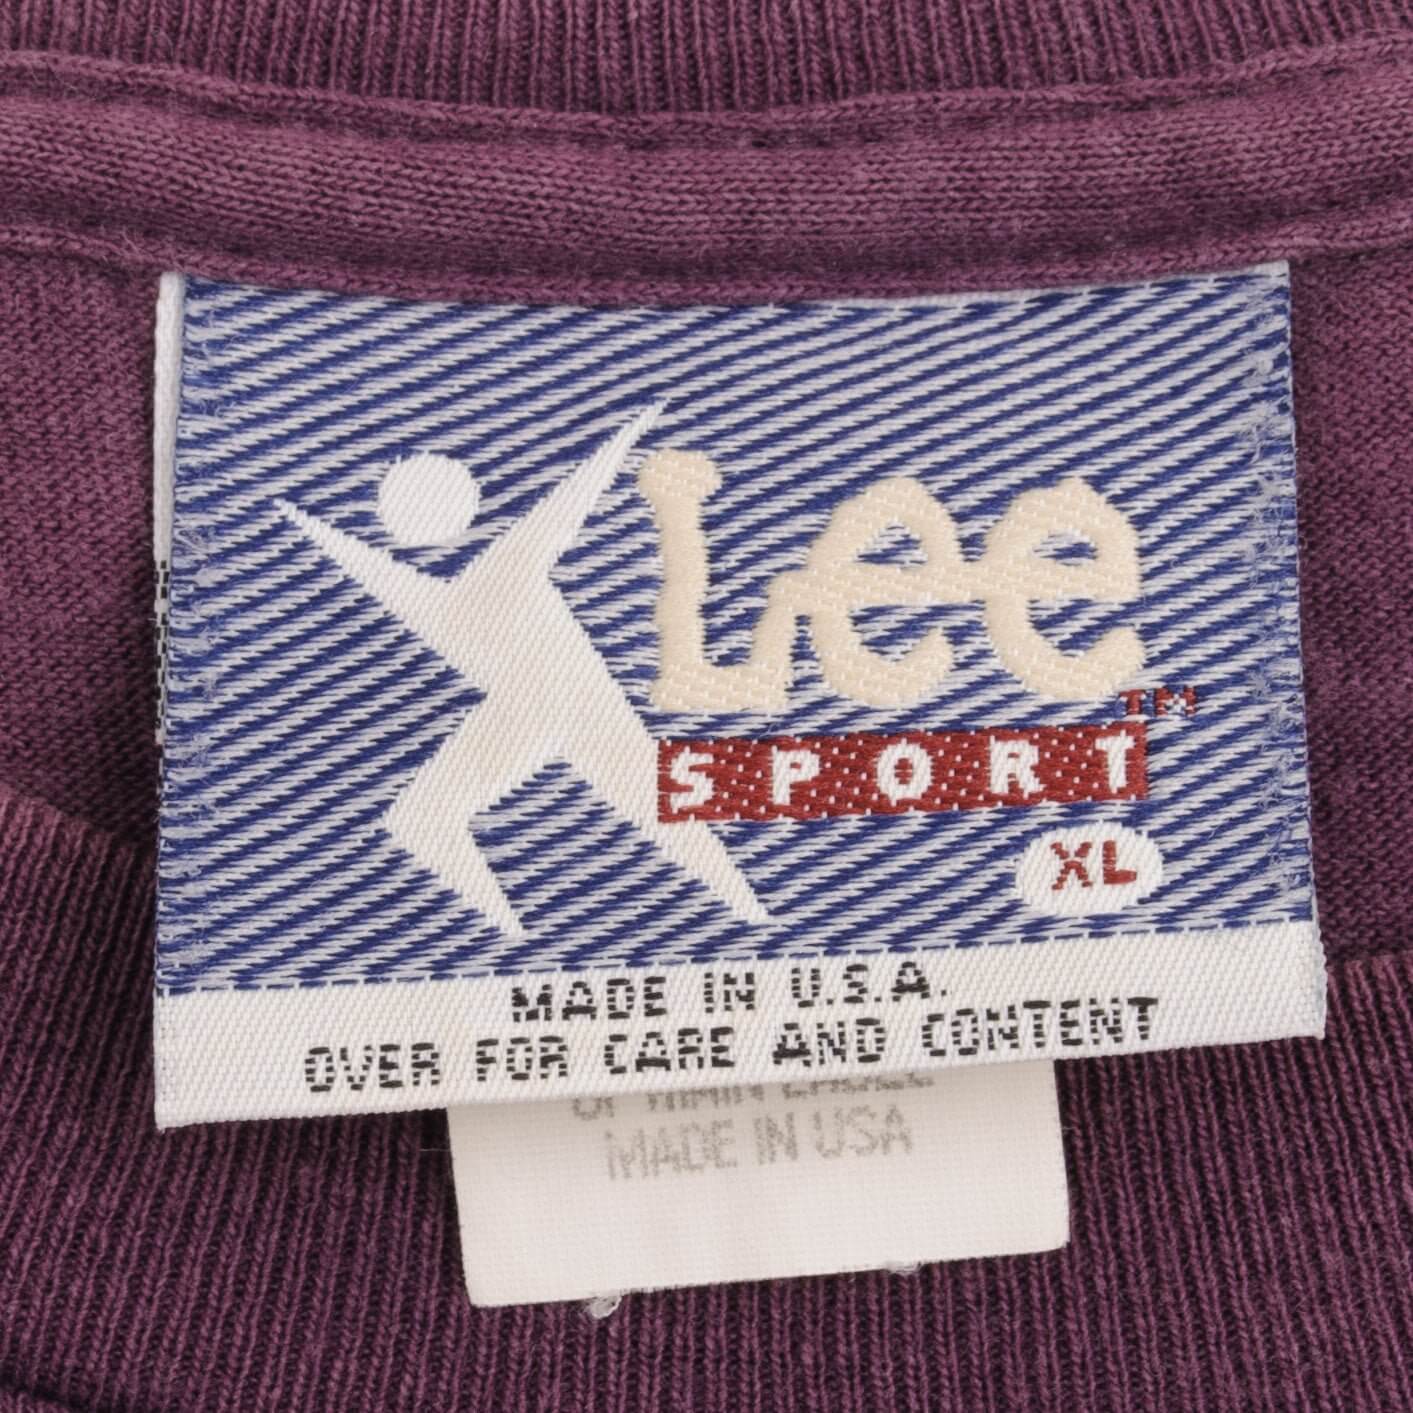 Lee
TM
SPORT
XL
MADE IN U.S.A.
OVER FOR CARE AND CONTENT
MADE IN USA